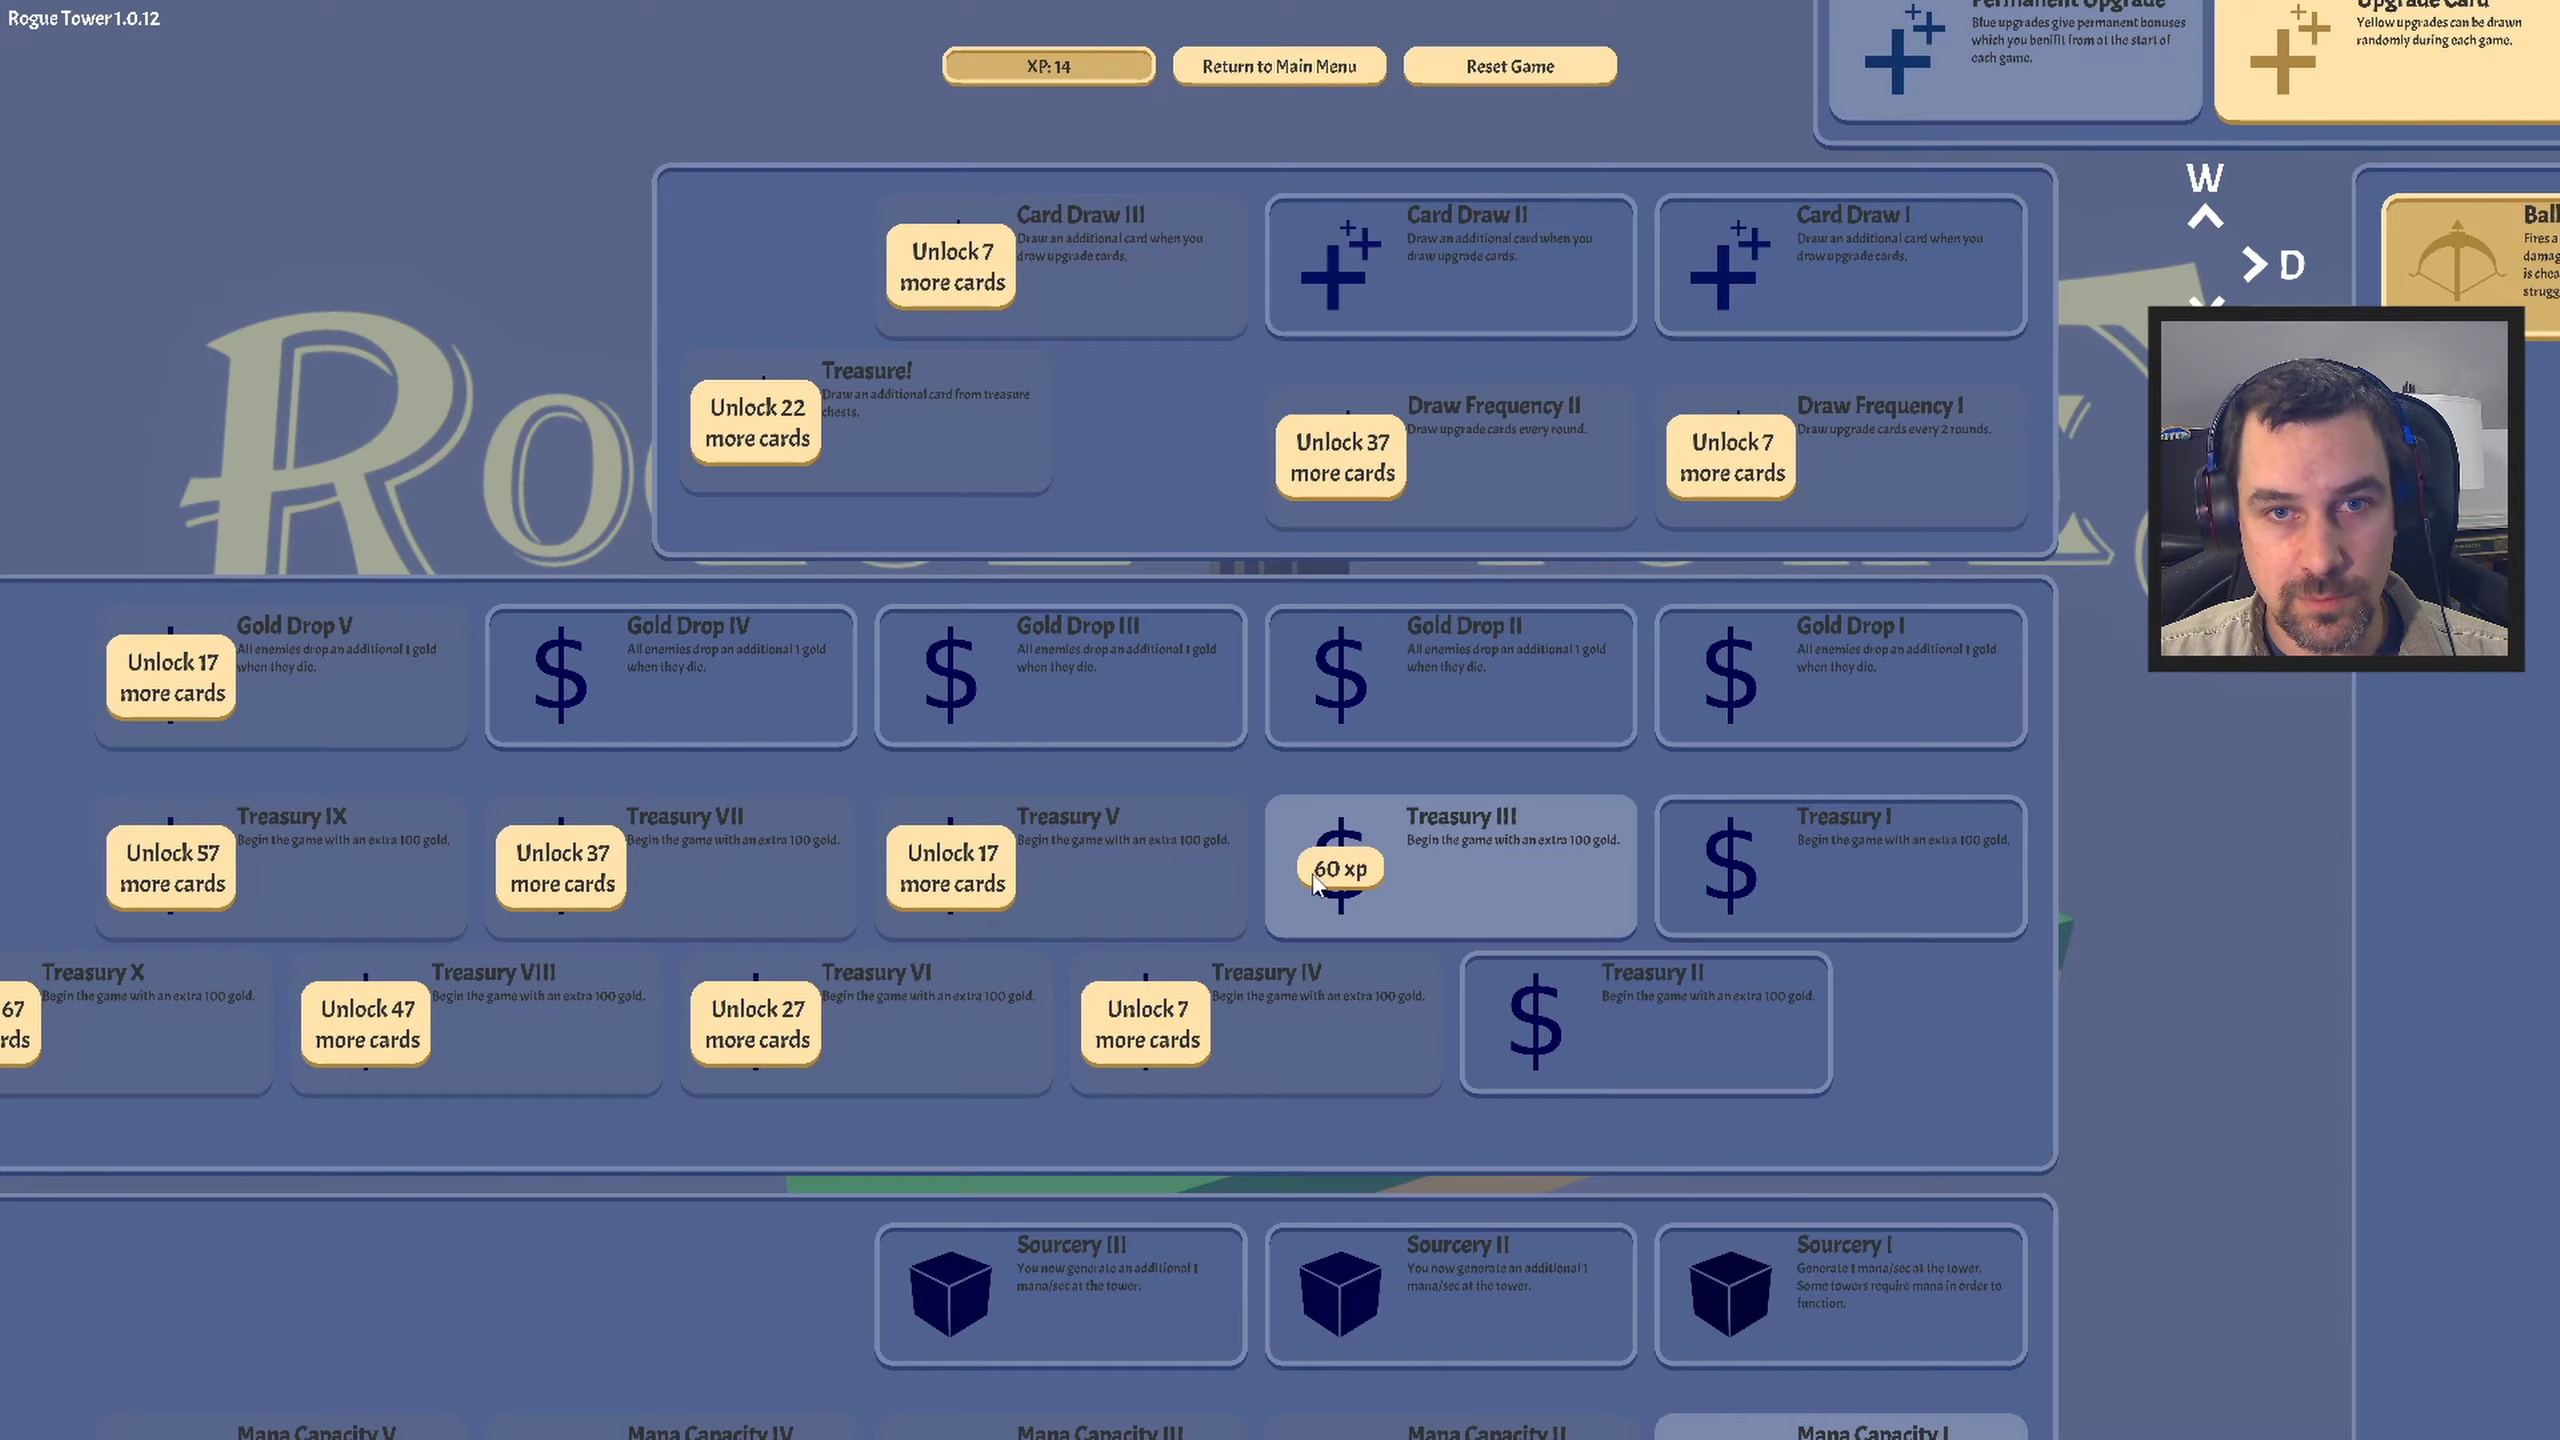 Rogue Tower 1.0.12
XP: 14
Return to Main Menu
Reset Game
Permanent Upgrade
Blue upgrades give permanent bonuses
which you benifit from at the start of
each game.
Upgrade Card
Yellow upgrades can be drawn
randomly during each game.
W
D
Card Draw III
Draw an additional card when you
draw upgrade cards.
Unlock 7
more cards
Card Draw II
Draw an additional card when you
draw upgrade cards.
Card Draw I
Draw an additional card when you
draw upgrade cards.
Treasure!
Draw an additional card from treasure
chests.
Unlock 22
more cards
Draw Frequency II
Draw upgrade cards every round.
Unlock 37
more cards
Draw Frequency I
Draw upgrade cards every 2 rounds.
Unlock 7
more cards
Gold Drop V
All enemies drop an additional 1 gold
when they die.
Unlock 17
more cards
Gold Drop IV
All enemies drop an additional 1 gold
when they die.
$
Gold Drop III
All enemies drop an additional 1 gold
when they die.
$
Gold Drop II
All enemies drop an additional 1 gold
when they die.
$
Gold Drop I
All enemies drop an additional 1 gold
when they die.
$
Treasury IX
Begin the game with an extra 100 gold.
Unlock 57
more cards
Treasury VII
Begin the game with an extra 100 gold.
Unlock 37
more cards
Treasury V
Begin the game with an extra 100 gold.
Unlock 17
more cards
Treasury III
Begin the game with an extra 100 gold.
60 xp
Treasury I
Begin the game with an extra 100 gold.
$
Treasury X
Begin the game with an extra 100 gold.
67
rds
Treasury VIII
Begin the game with an extra 100 gold.
Unlock 47
more cards
Treasury VI
Begin the game with an extra 100 gold.
Unlock 27
more cards
Treasury IV
Begin the game with an extra 100 gold.
Unlock 7
more cards
Treasury II
Begin the game with an extra 100 gold.
$
Sourcery III
You now generate an additional 1
mana/sec at the tower.
Sourcery II
You now generate an additional 1
mana/sec at the tower.
Sourcery I
Generate 1 mana/sec at the tower.
Some towers require mana in order to
function.
Mana Capacity V
Mana Capacity IV
Mana Capacity III
Mana Capacity II
Mana Capacity I
Ball
Fires a
damag
is chea
strugg